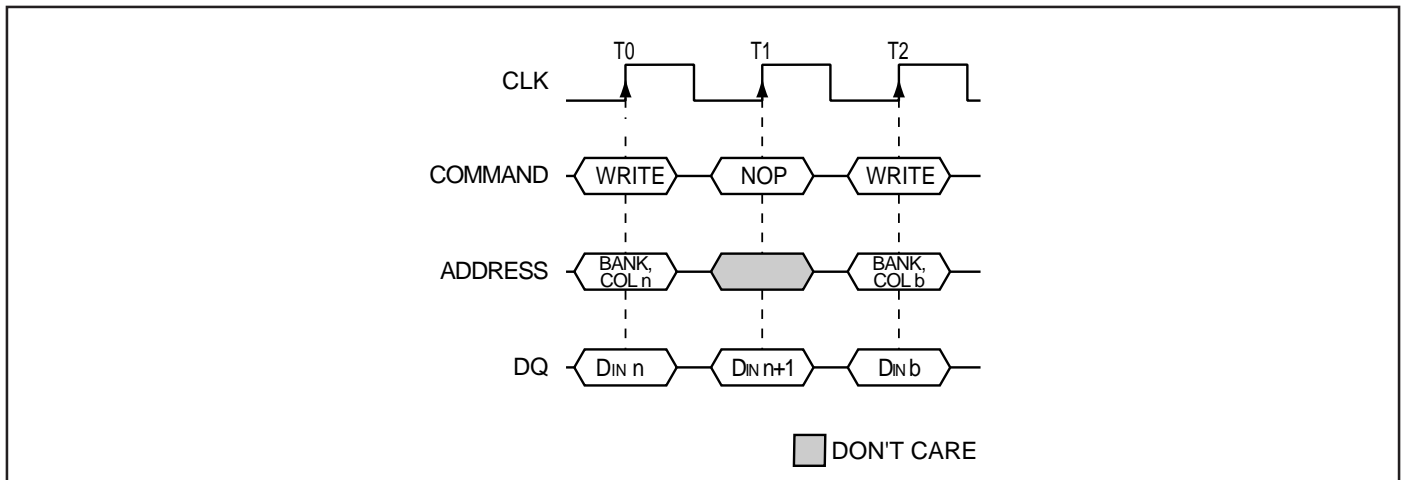 T0 T1 T2
CLK
COMMAND WRITE NOP WRITE
ADDRESS BANK, COL n BANK, COL b
DQ DIN n DIN n+1 DIN b
DON'T CARE